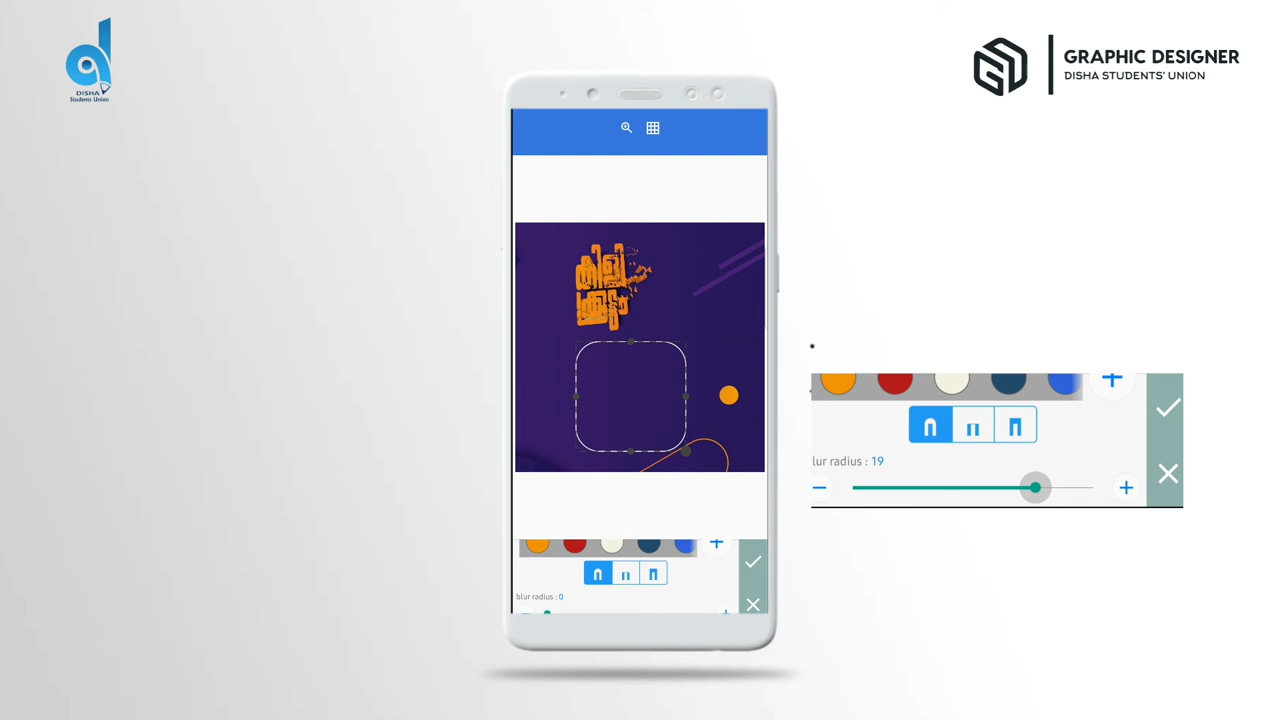 DISHA
Students Union
GRAPHIC DESIGNER
DISHA STUDENTS' UNION
കിളി
ക്കൂട്ടം
lur radius : 19
blur radius : 0